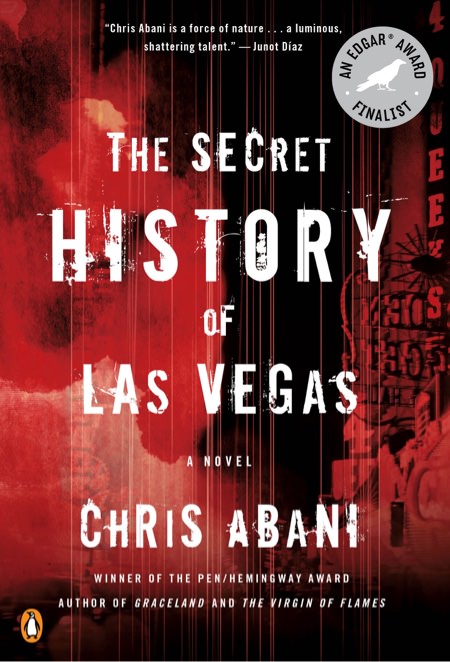 “Chris Abani is a force of nature . . . a luminous,
shattering talent.” —Junot Díaz
AN EDGAR® AWARD
FINALIST
4
QUEENS
THE SECRET
HISTORY
OF
LAS VEGAS
A NOVEL
CHRIS ABANI
WINNER OF THE PEN/HEMINGWAY AWARD
AUTHOR OF GRACELAND AND THE VIRGIN OF FLAMES